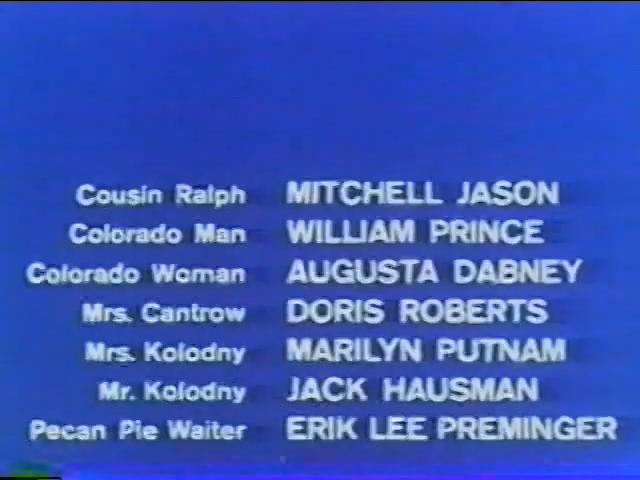 Cousin Ralph MITCHELL JASON
Colorado Man WILLIAM PRINCE
Colorado Woman AUGUSTA DABNEY
Mrs. Cantrow DORIS ROBERTS
Mrs. Kolodny MARILYN PUTNAM
Mr. Kolodny JACK HAUSMAN
Pecan Pie Waiter ERIK LEE PREMINGER